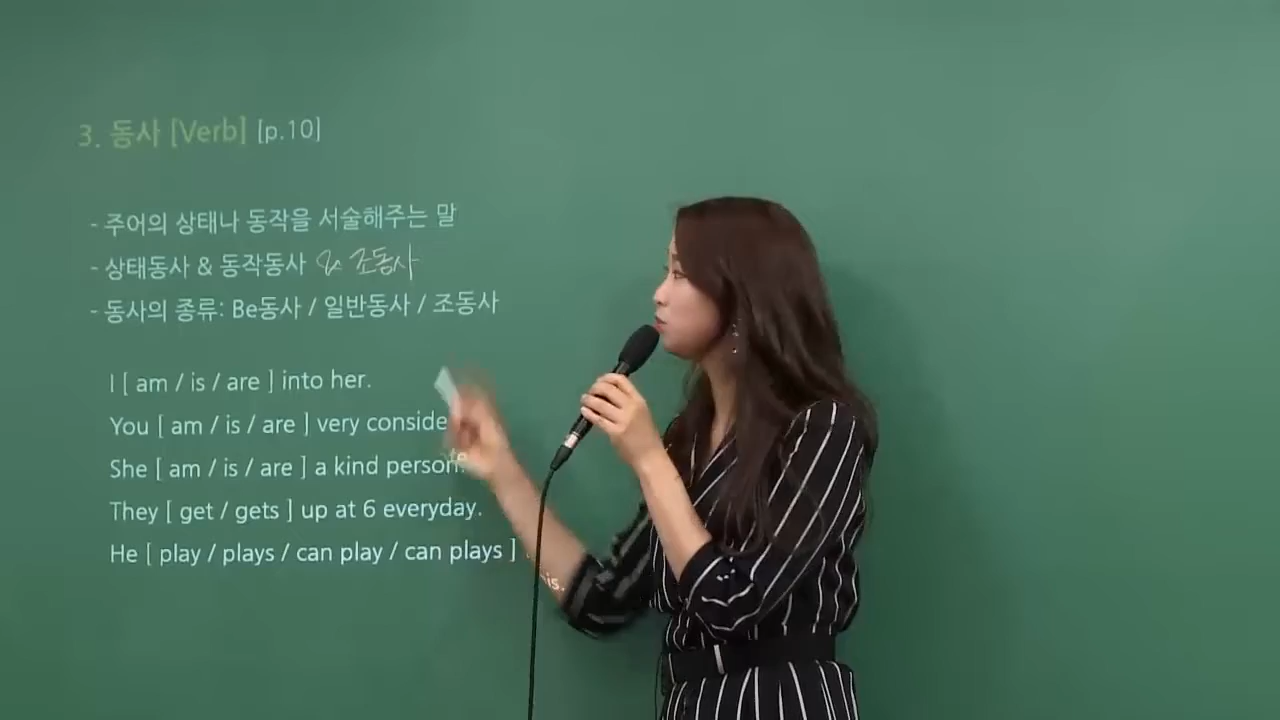 3. 동사 [Verb] [p.10]
- 주어의 상태나 동작을 서술해주는 말
- 상태동사 & 동작동사 & 조동사
- 동사의 종류: Be동사 / 일반동사 / 조동사
I [ am / is / are ] into her.
You [ am / is / are ] very
She [ am / is / are ] a kind person.
They [ get / gets ] up at 6 everyday.
He [ play / plays / can play / can plays ]